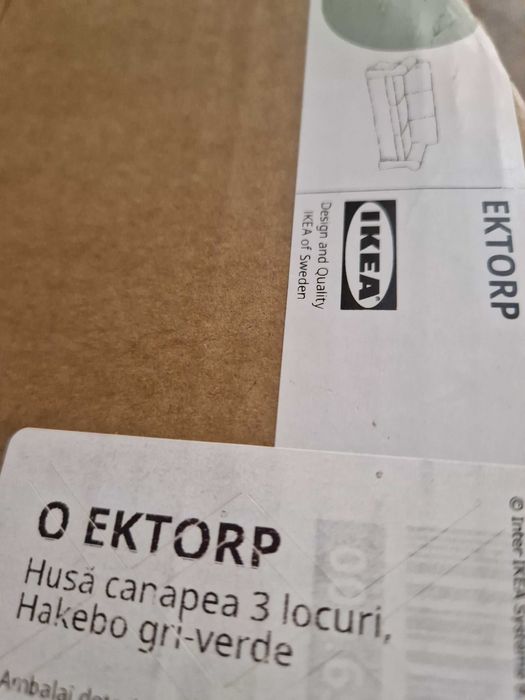 EKTORP
IKEA
Design and Quality
IKEA of Sweden
© Inter IKEA Systems
O EKTORP
Husă canapea 3 locuri,
Hakebo gri-verde